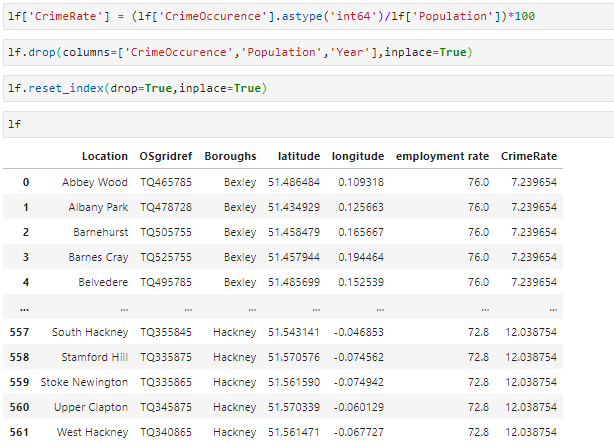 lf['CrimeRate'] = (lf['CrimeOccurence'].astype('int64')/lf['Population'])*100
lf.drop(columns=['CrimeOccurence','Population','Year'],inplace=True)
lf.reset_index(drop=True,inplace=True)
lf
Location OSgridref Boroughs latitude longitude employment rate CrimeRate
0 Abbey Wood TQ465785 Bexley 51.486484 0.109318 76.0 7.239654
1 Albany Park TQ478728 Bexley 51.434929 0.125663 76.0 7.239654
2 Barnehurst TQ505755 Bexley 51.458479 0.165667 76.0 7.239654
3 Barnes Cray TQ525755 Bexley 51.457944 0.194464 76.0 7.239654
4 Belvedere TQ495785 Bexley 51.485699 0.152539 76.0 7.239654
... ... ... ... ... ... ... ...
557 South Hackney TQ355845 Hackney 51.543141 -0.046853 72.8 12.038754
558 Stamford Hill TQ335875 Hackney 51.570576 -0.074562 72.8 12.038754
559 Stoke Newington TQ335865 Hackney 51.561590 -0.074942 72.8 12.038754
560 Upper Clapton TQ345875 Hackney 51.570339 -0.060129 72.8 12.038754
561 West Hackney TQ340865 Hackney 51.561471 -0.067727 72.8 12.038754